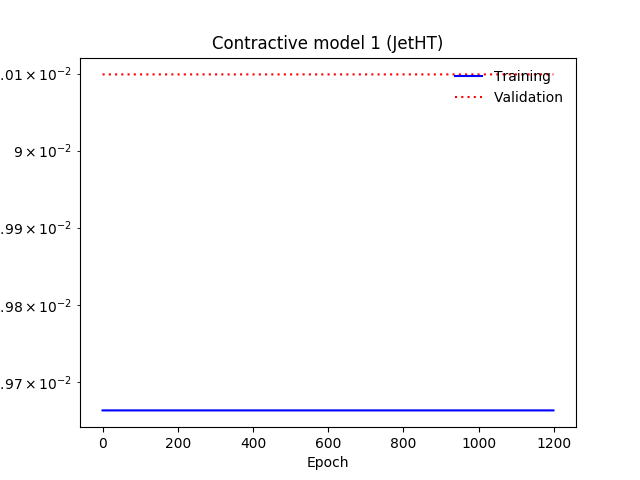 Contractive model 1 (JetHT)
.01 × 10⁻²
9 × 10⁻²
.99 × 10⁻²
.98 × 10⁻²
.97 × 10⁻²
Training
Validation
0 200 400 600 800 1000 1200
Epoch